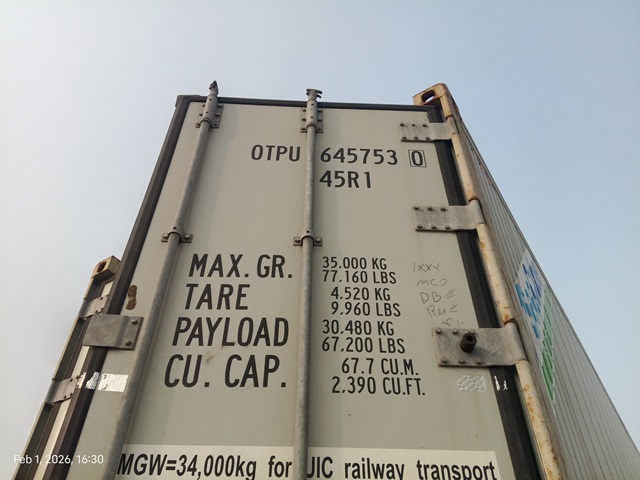 OTPU 645753 0
45R1
MAX. GR. 35.000 KG
77.160 LBS
TARE 4.520 KG
9.960 LBS
PAYLOAD 30.480 KG
67.200 LBS
CU. CAP. 67.7 CU.M.
2.390 CU.FT.
MGW=34,000kg for UIC railway transport
Feb 1, 2026, 16:30